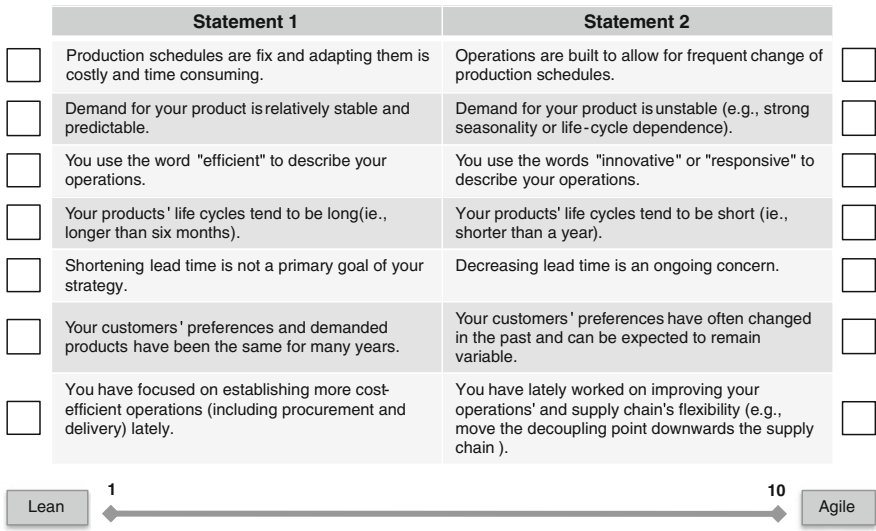 Statement 1
Statement 2
Production schedules are fix and adapting them is
costly and time consuming.
Operations are built to allow for frequent change of
production schedules.
Demand for your product is relatively stable and
predictable.
Demand for your product is unstable (e.g., strong
seasonality or life-cycle dependence).
You use the word "efficient" to describe your
operations.
You use the words "innovative" or "responsive" to
describe your operations.
Your products' life cycles tend to be long(ie.,
longer than six months).
Your products' life cycles tend to be short (ie.,
shorter than a year).
Shortening lead time is not a primary goal of your
strategy.
Decreasing lead time is an ongoing concern.
Your customers' preferences and demanded
products have been the same for many years.
Your customers' preferences have often changed
in the past and can be expected to remain
variable.
You have focused on establishing more cost-
efficient operations (including procurement and
delivery) lately.
You have lately worked on improving your
operations' and supply chain's flexibility (e.g.,
move the decoupling point downwards the supply
chain ).
1
10
Lean
Agile